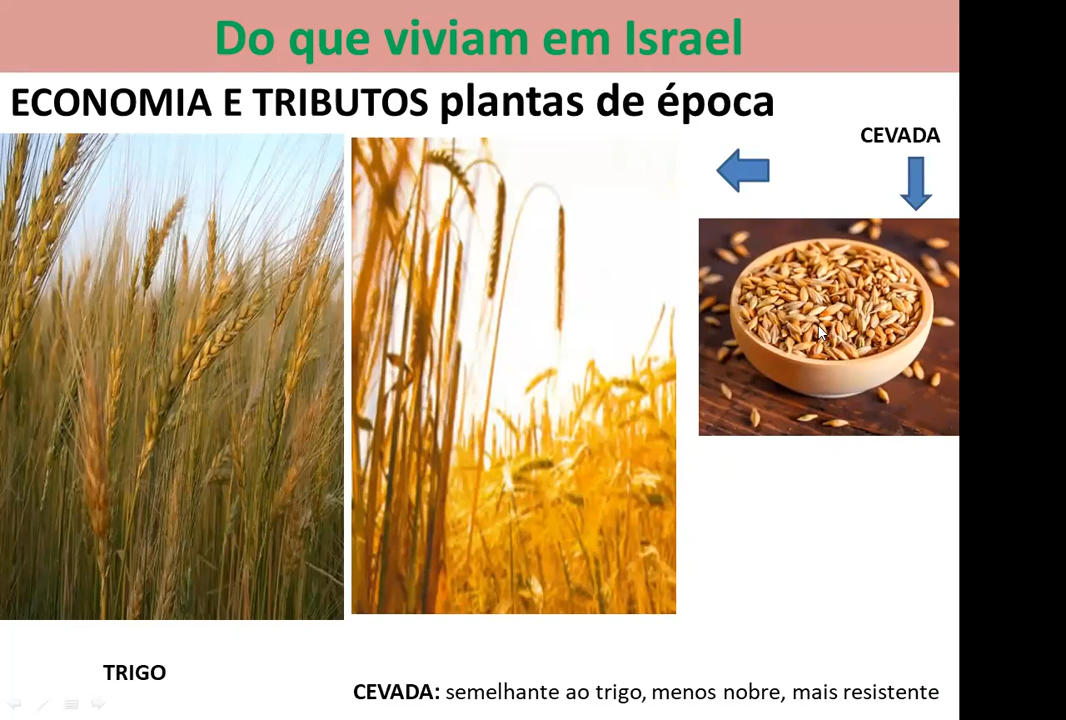 Do que viviam em Israel
ECONOMIA E TRIBUTOS plantas de época
CEVADA
TRIGO
CEVADA: semelhante ao trigo, menos nobre, mais resistente